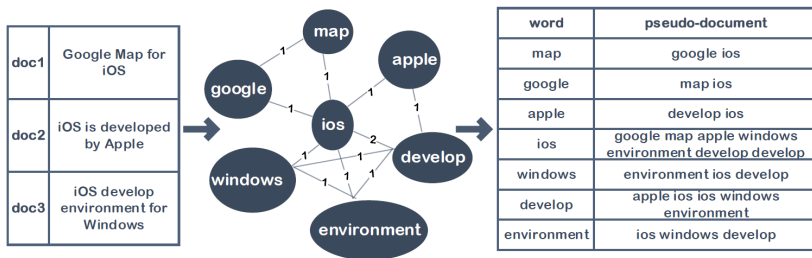 doc1
Google Map for
iOS
doc2
iOS is developed
by Apple
doc3
iOS develop
environment for
Windows
map
apple
google
ios
windows
develop
environment
1
1
1
1
1
2
1
1
1
1
1
word pseudo-document
map google ios
google map ios
apple develop ios
ios google map apple windows
environment develop develop
windows environment ios develop
develop apple ios ios windows
environment
environment ios windows develop